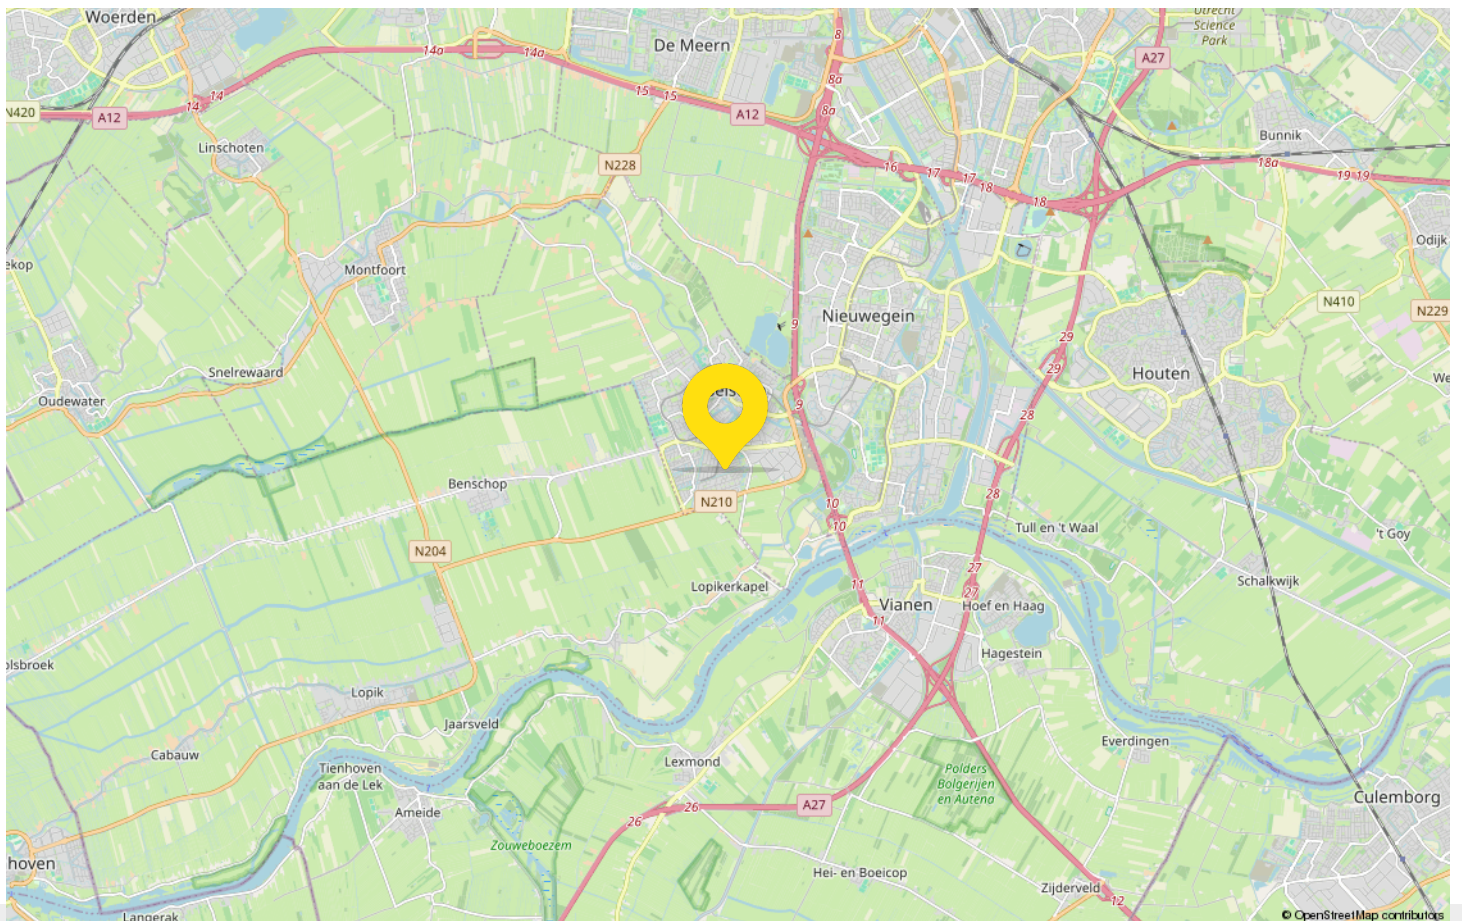 Woerden
De Meern
Utrecht
Science
Park
8
14a
14a
8a
A27
15
15
14
14
8a
N420
A12
A12
Bunnik
Linschoten
N228
16
17
17
18
18
18a
19
19
Odijk
ekop
Montfoort
N410
N229
9
Nieuwegein
29
29
Snelrewaard
Houten
We
Oudewater
9
28
Benschop
28
N210
10
10
Tull en 't Waal
't Goy
N204
27
27
Schalkwijk
Lopikerkapel
11
11
Vianen
Hoef en Haag
Hagestein
olsbroek
Lopik
Jaarsveld
Cabauw
Everdingen
Lexmond
Tienhoven
aan de Lek
Polders
Bolgerijen
en Autena
Culemborg
Ameide
26
26
A27
Zouweboezem
hoven
Hei- en Boeicop
Zijderveld
12
Langerak
© OpenStreetMap contributors